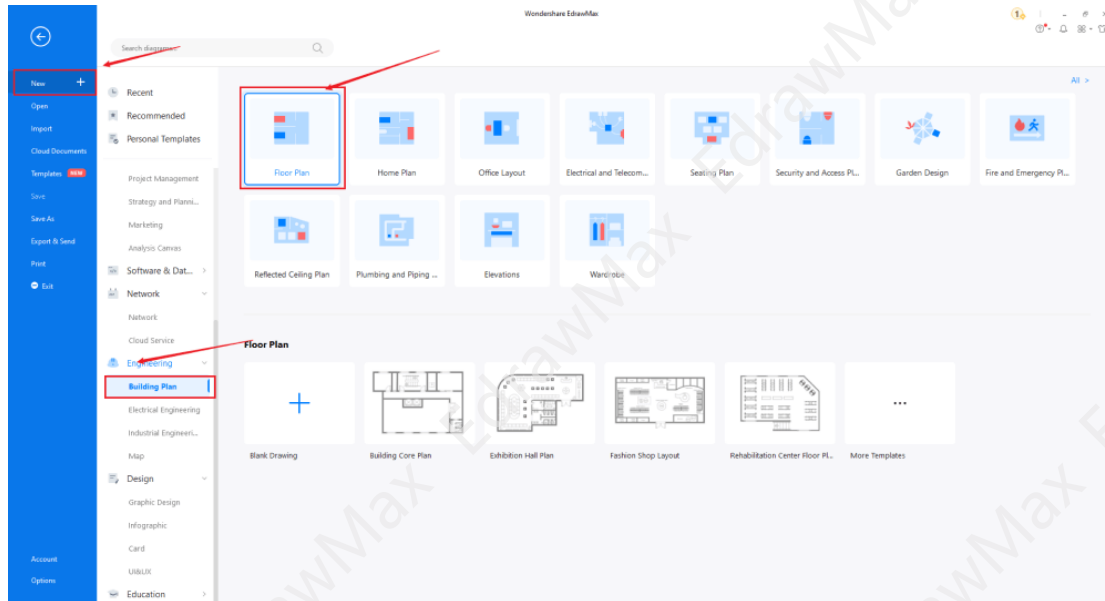 Wondershare EdrawMax
Search diagrams...
New +
Open
Import
Cloud Documents
Templates NEW
Save
Save As
Export & Send
Print
Exit
Account
Options
Recent
Recommended
Personal Templates
Project Management
Strategy and Planni...
Marketing
Analysis Canvas
Software & Dat...
Network
Network
Cloud Service
Engineering
Building Plan
Electrical Engineering
Industrial Engineeri...
Map
Design
Graphic Design
Infographic
Card
UI&UX
Education
All >
Floor Plan
Home Plan
Office Layout
Electrical and Telecom...
Seating Plan
Security and Access Pl...
Garden Design
Fire and Emergency Pl...
Reflected Ceiling Plan
Plumbing and Piping ...
Elevations
Wardrobe
Floor Plan
Blank Drawing
Building Core Plan
Exhibition Hall Plan
Fashion Shop Layout
Rehabilitation Center Floor Pl...
More Templates
EdrawMax
EdrawMax
EdrawMax